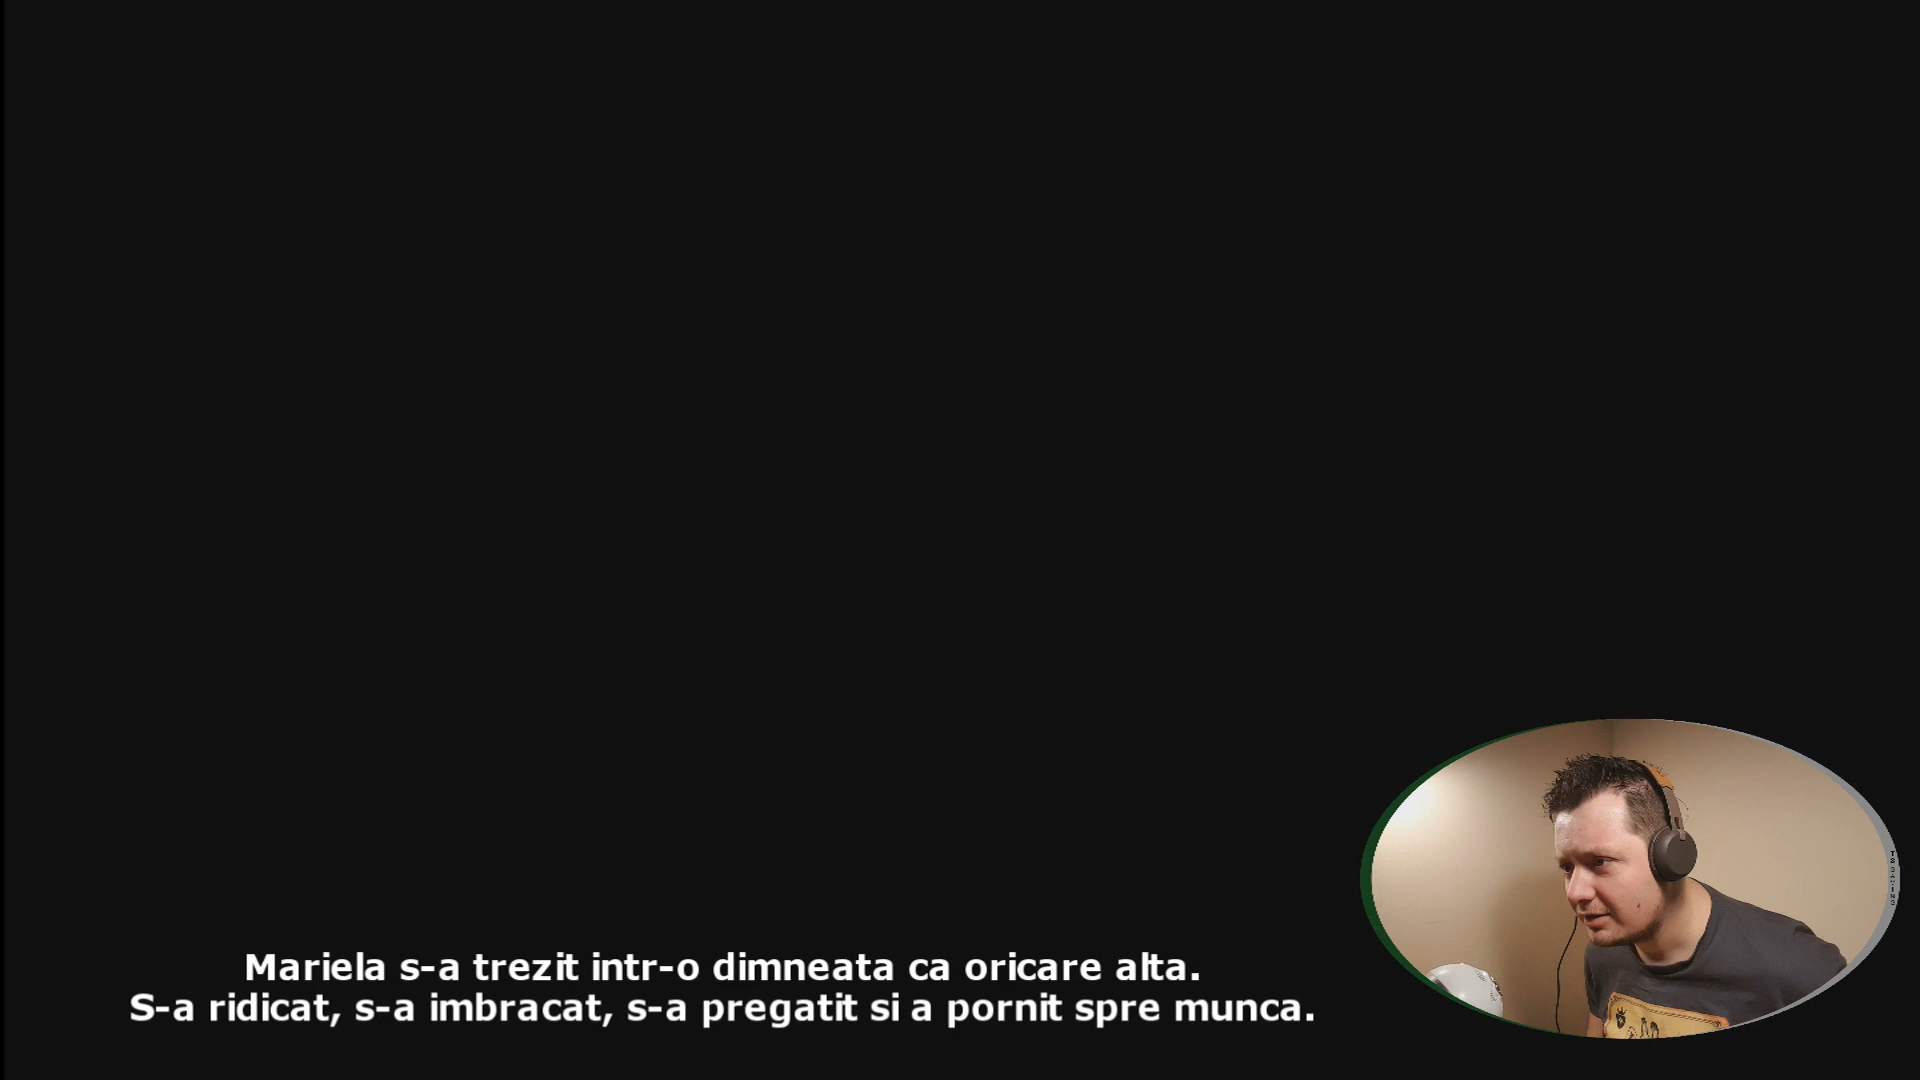 Mariela s-a trezit intr-o dimneata ca oricare alta.
S-a ridicat, s-a imbracat, s-a pregatit si a pornit spre munca.